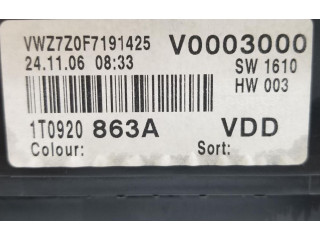 VWZ7Z0F7191425 V0003000
24.11.06 08:33 SW 1610
HW 003
1T0920 863A VDD
Colour: Sort: